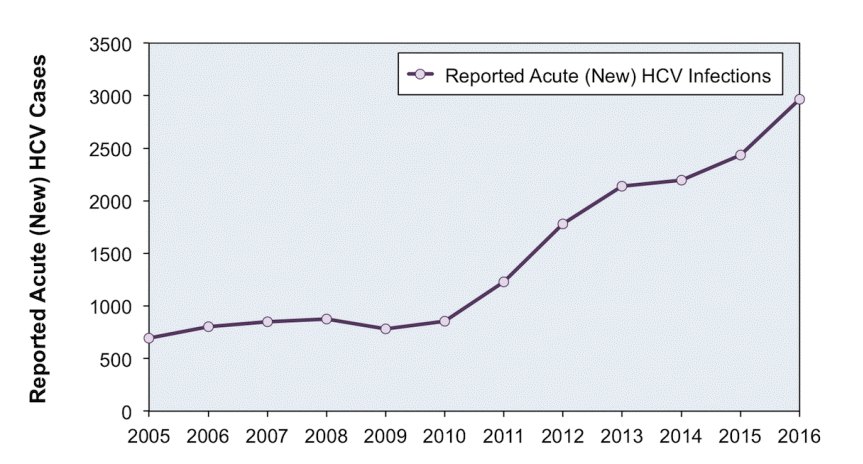 Reported Acute (New) HCV Cases
3500
3000
2500
2000
1500
1000
500
0
Reported Acute (New) HCV Infections
2005 2006 2007 2008 2009 2010 2011 2012 2013 2014 2015 2016